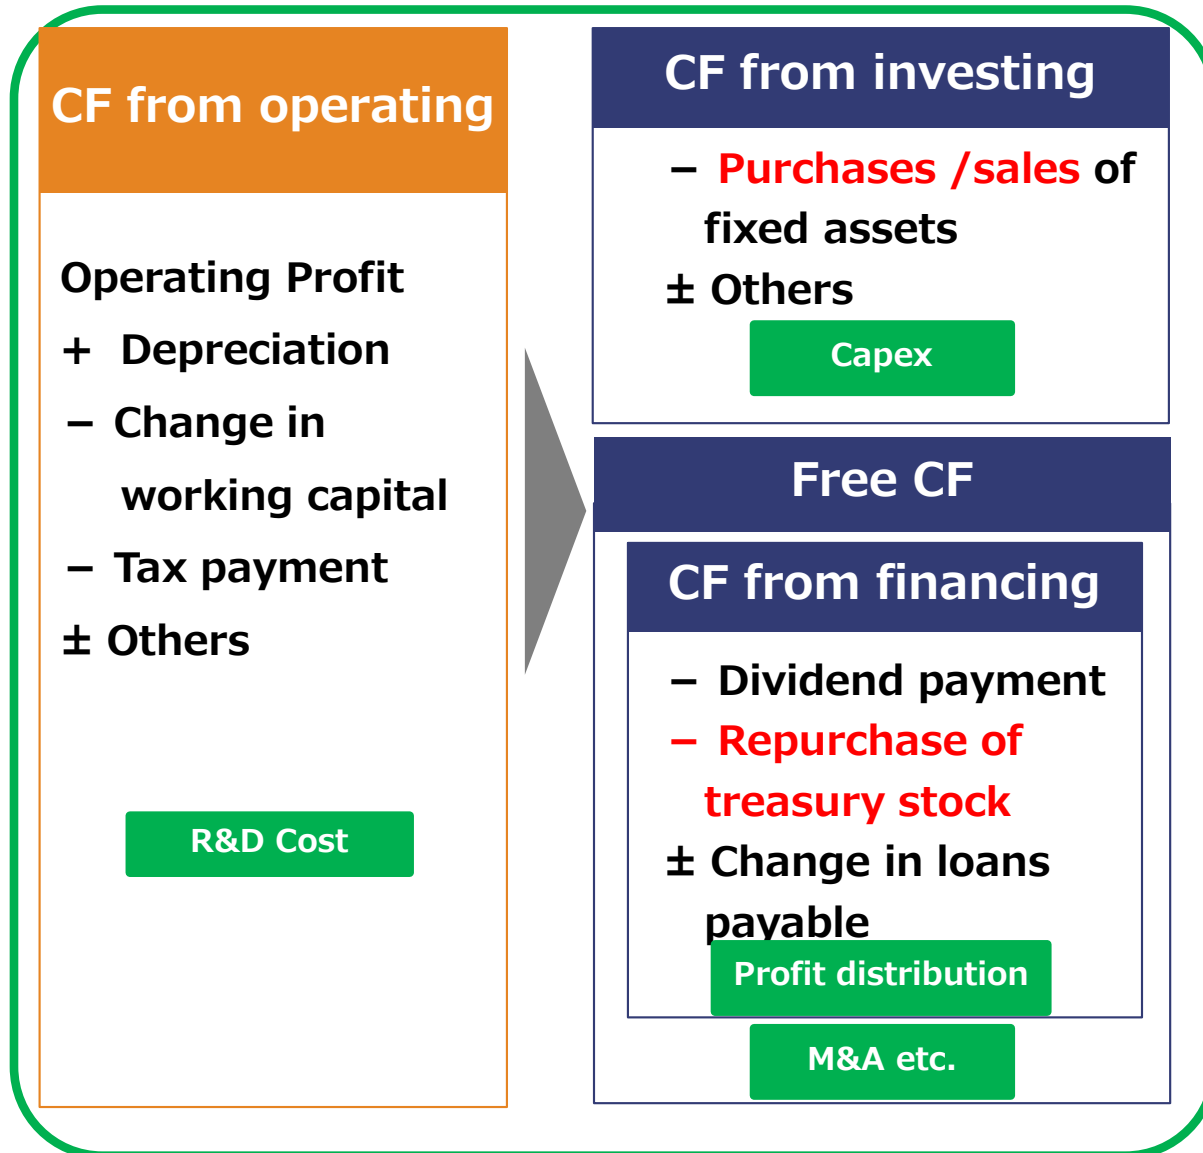 CF from operating
Operating Profit
+ Depreciation
− Change in
working capital
− Tax payment
± Others
R&D Cost
CF from investing
− Purchases /sales of
fixed assets
± Others
Capex
Free CF
CF from financing
− Dividend payment
− Repurchase of
treasury stock
± Change in loans
payable
Profit distribution
M&A etc.